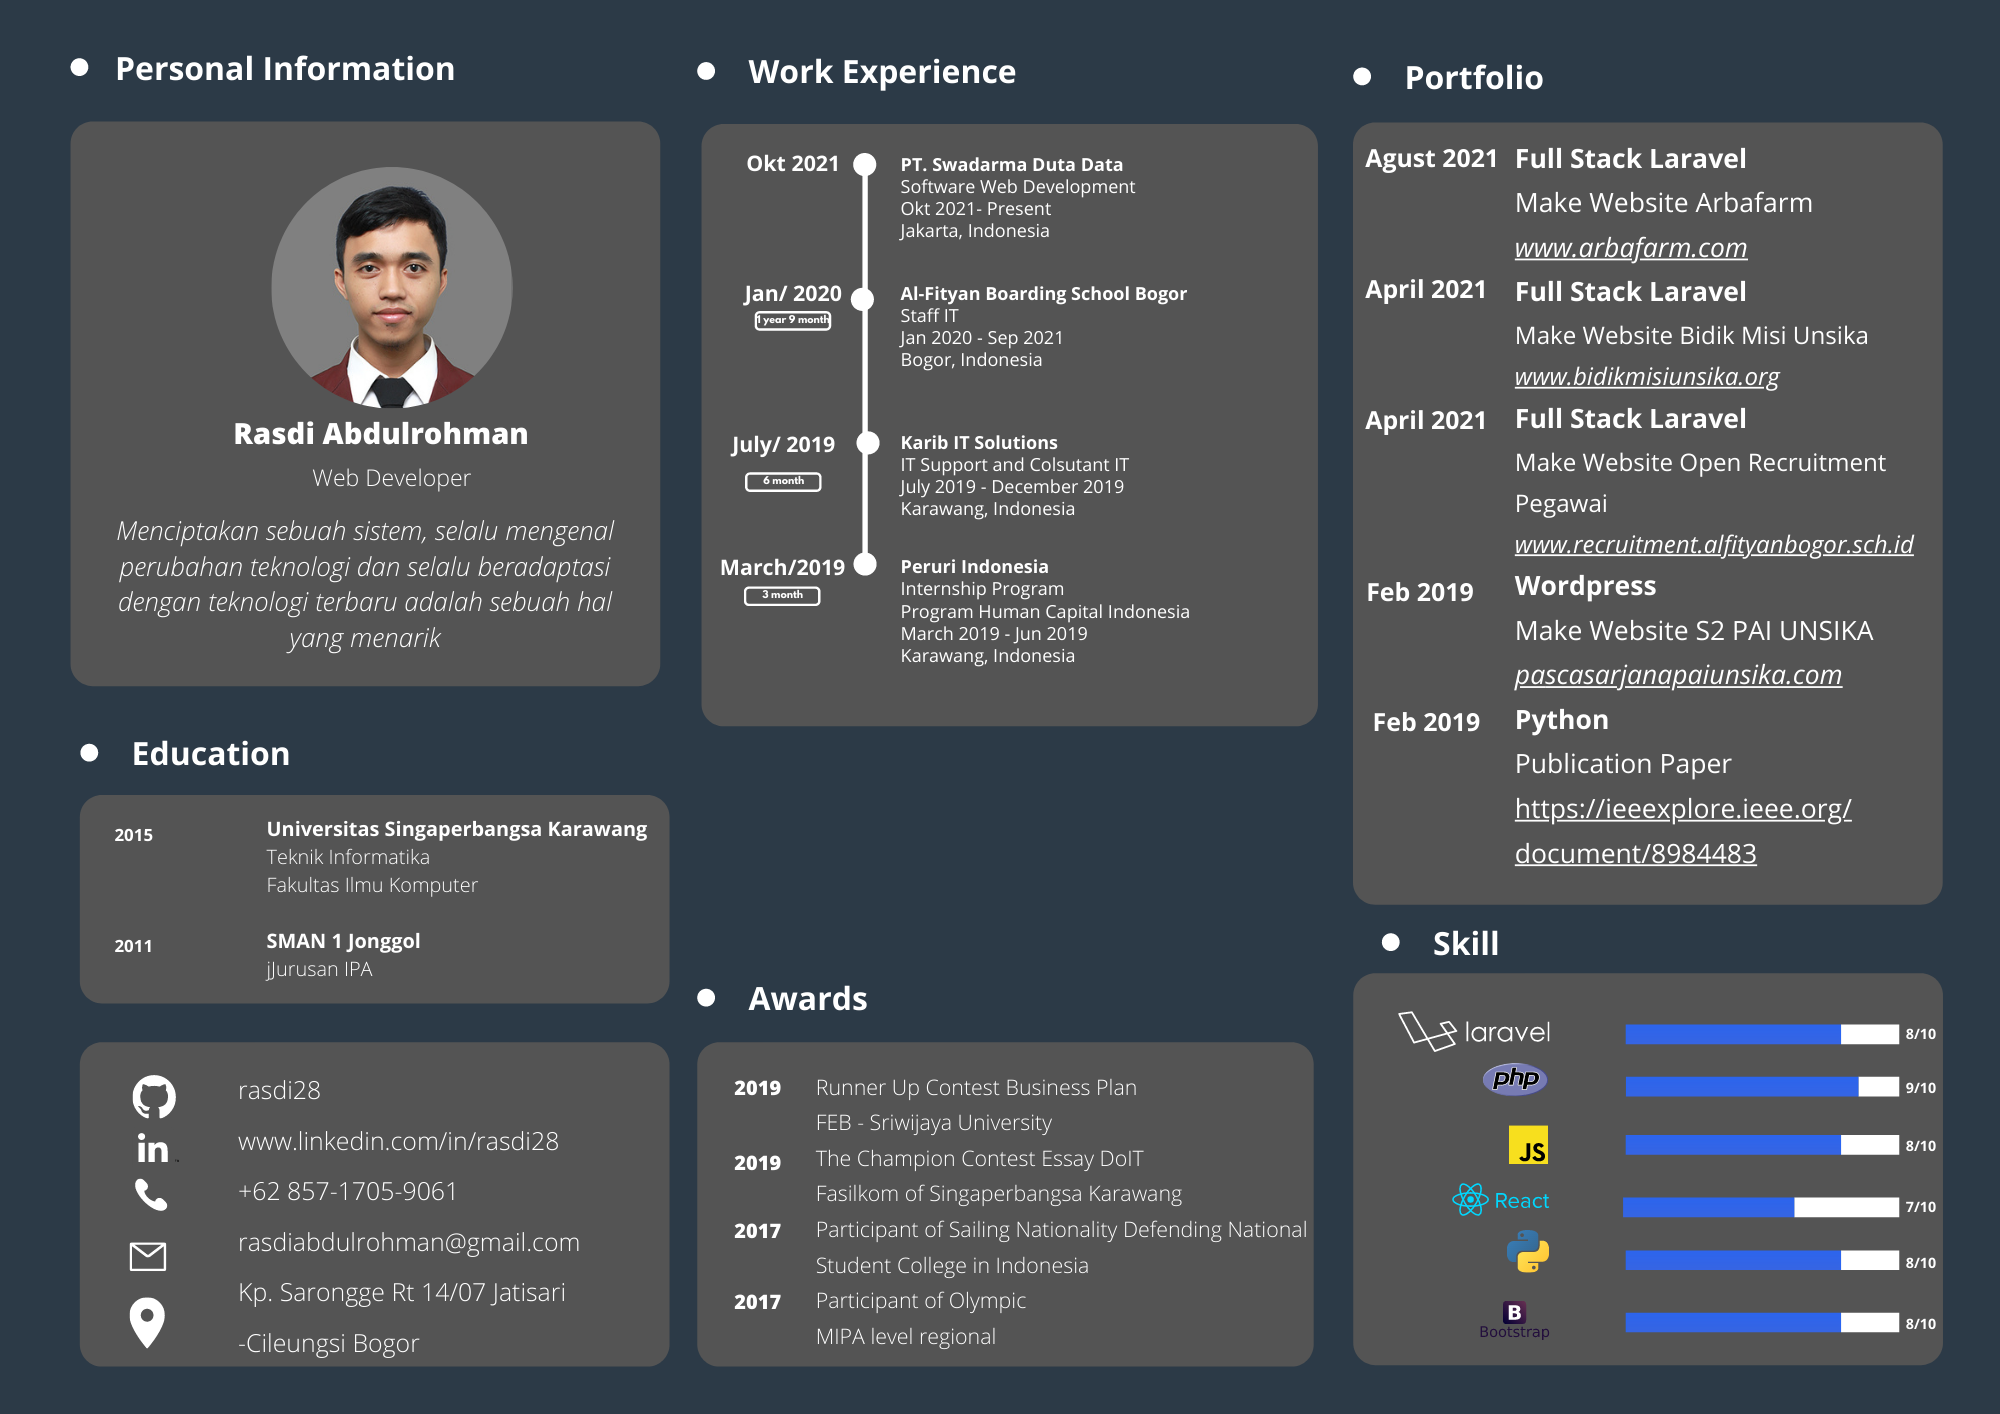 Personal Information
Rasdi Abdulrohman
Web Developer
Menciptakan sebuah sistem, selalu mengenal
perubahan teknologi dan selalu beradaptasi
dengan teknologi terbaru adalah sebuah hal
yang menarik
Education
2015
Universitas Singaperbangsa Karawang
Teknik Informatika
Fakultas Ilmu Komputer
2011
SMAN 1 Jonggol
jJurusan IPA
rasdi28
in
www.linkedin.com/in/rasdi28
+62 857-1705-9061
rasdiabdulrohman@gmail.com
Kp. Sarongge Rt 14/07 Jatisari
-Cileungsi Bogor
Work Experience
Okt 2021
PT. Swadarma Duta Data
Software Web Development
Okt 2021- Present
Jakarta, Indonesia
Jan/ 2020
1 year 9 month
Al-Fityan Boarding School Bogor
Staff IT
Jan 2020 - Sep 2021
Bogor, Indonesia
July/ 2019
6 month
Karib IT Solutions
IT Support and Colsutant IT
July 2019 - December 2019
Karawang, Indonesia
March/2019
3 month
Peruri Indonesia
Internship Program
Program Human Capital Indonesia
March 2019 - Jun 2019
Karawang, Indonesia
Awards
2019
Runner Up Contest Business Plan
FEB - Sriwijaya University
2019
The Champion Contest Essay DoIT
Fasilkom of Singaperbangsa Karawang
2017
Participant of Sailing Nationality Defending National
Student College in Indonesia
2017
Participant of Olympic
MIPA level regional
Portfolio
Agust 2021
Full Stack Laravel
Make Website Arbafarm
www.arbafarm.com
April 2021
Full Stack Laravel
Make Website Bidik Misi Unsika
www.bidikmisiunsika.org
April 2021
Full Stack Laravel
Make Website Open Recruitment
Pegawai
www.recruitment.alfityanbogor.sch.id
Feb 2019
Wordpress
Make Website S2 PAI UNSIKA
pascasarjanapaiunsika.com
Feb 2019
Python
Publication Paper
https://ieeexplore.ieee.org/
document/8984483
Skill
laravel
8/10
php
9/10
JS
8/10
React
7/10
8/10
B
Bootstrap
8/10